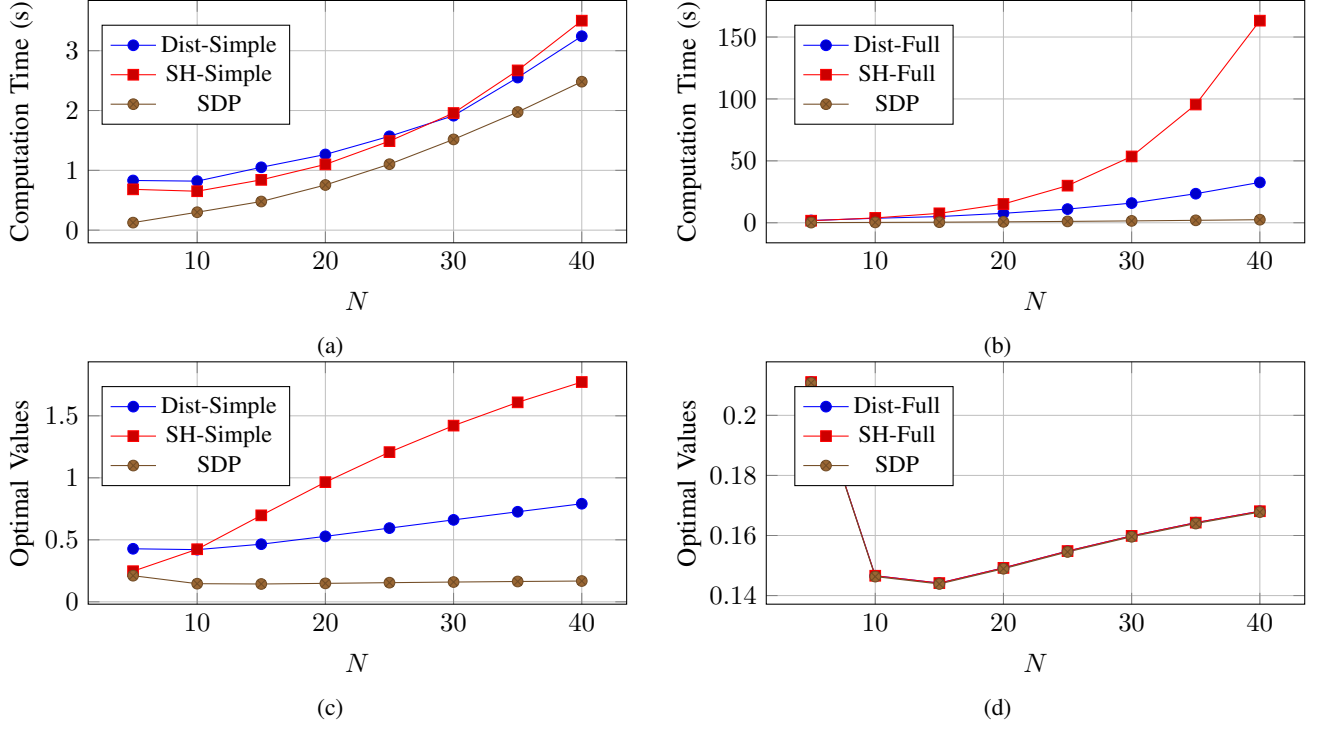 Computation Time (s)
3
2
1
0
Dist-Simple
SH-Simple
SDP
10 20 30 40
N
(a)
Computation Time (s)
150
100
50
0
Dist-Full
SH-Full
SDP
10 20 30 40
N
(b)
Optimal Values
1.5
1
0.5
0
Dist-Simple
SH-Simple
SDP
10 20 30 40
N
(c)
Optimal Values
0.2
0.18
0.16
0.14
Dist-Full
SH-Full
SDP
10 20 30 40
N
(d)